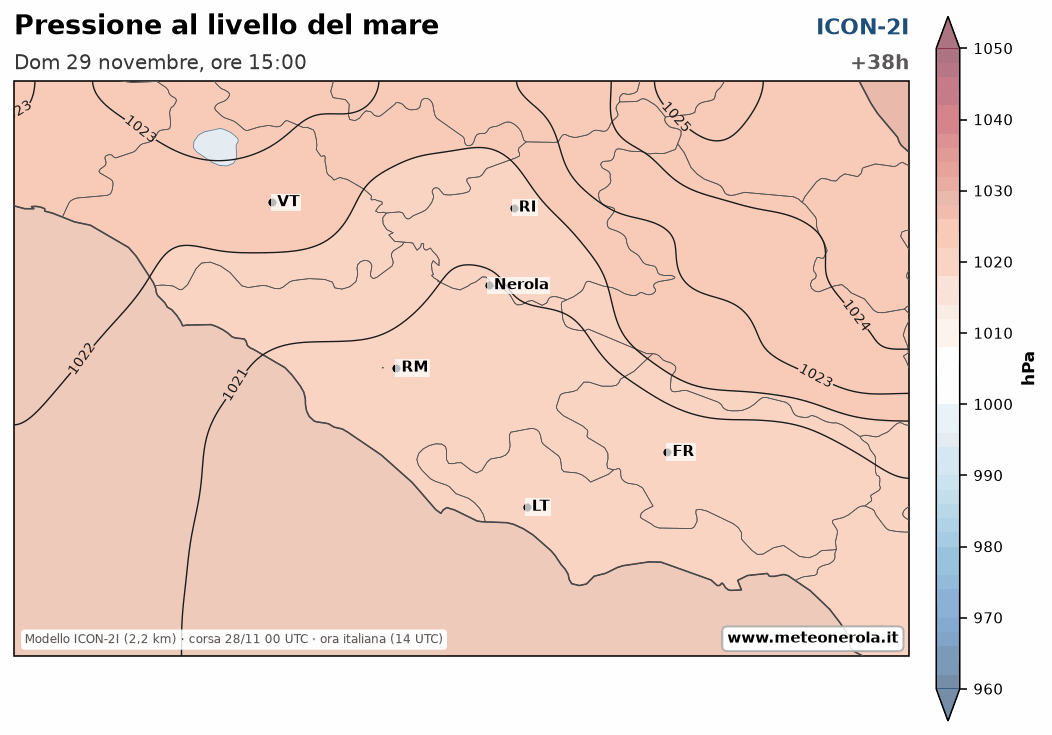 Pressione al livello del mare
ICON-2I
Dom 29 novembre, ore 15:00
+38h
23
1023
1025
VT
RI
Nerola
1024
1022
1021
RM
1023
FR
LT
Modello ICON-2I (2,2 km) · corsa 28/11 00 UTC · ora italiana (14 UTC)
www.meteonerola.it
1050
1040
1030
1020
1010
1000
990
980
970
960
hPa